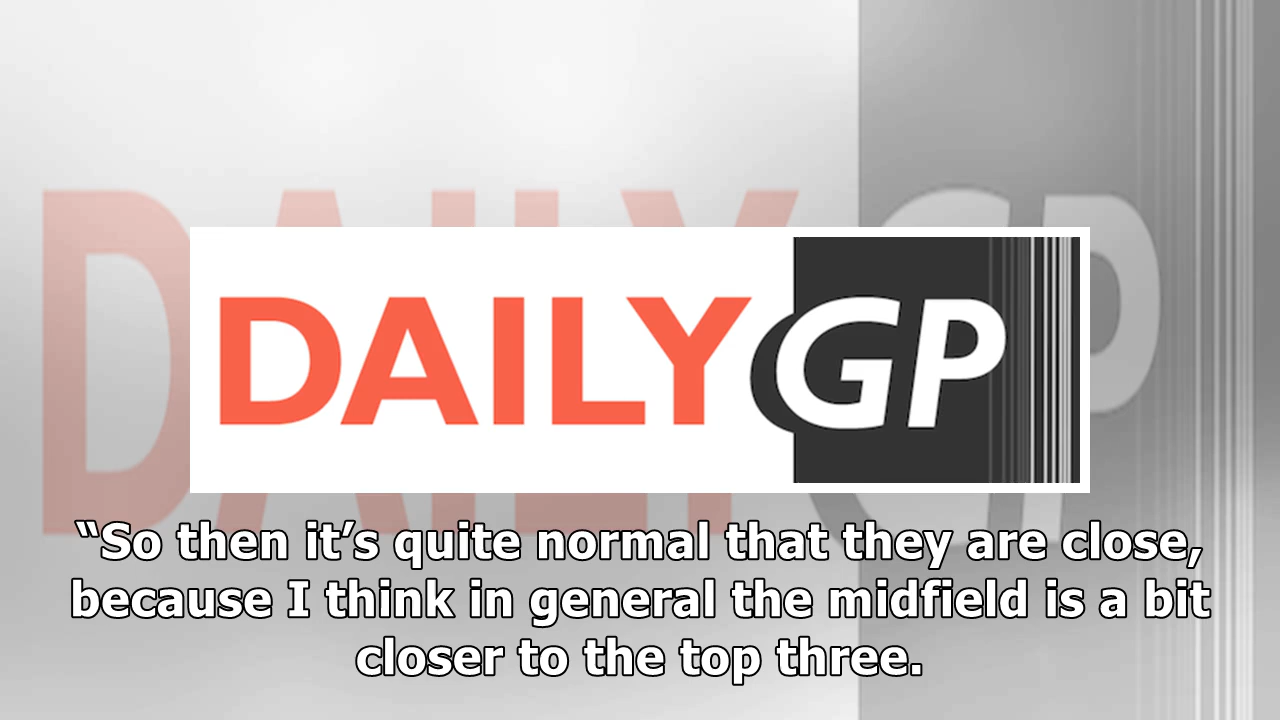 DAILY GP
DAILYGP
“So then it’s quite normal that they are close,
because I think in general the midfield is a bit
closer to the top three.